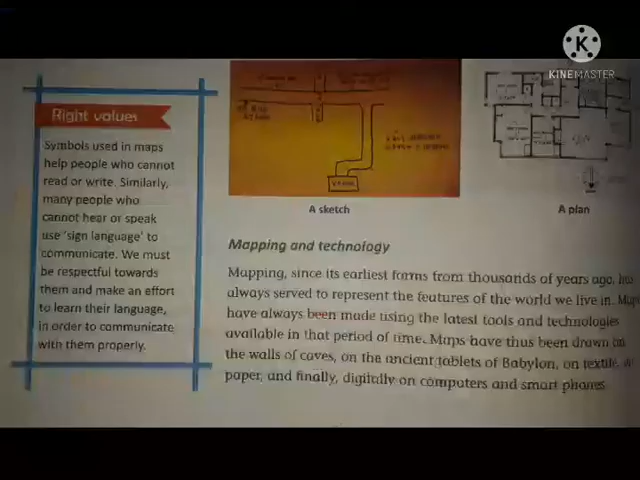 K
KINEMASTER
Right values
Symbols used in maps
help people who cannot
read or write. Similarly,
many people who
cannot hear or speak
use 'sign language' to
communicate. We must
be respectful towards
them and make an effort
to learn their language,
in order to communicate
with them properly.
A sketch
A plan
Mapping and technology
Mapping, since its earliest forms from thousands of years ago, has
always served to represent the features of the world we live in. Maps
have always been made using the latest tools and technologies
available in that period of time. Maps have thus been drawn on
the walls of caves, on the ancient tablets of Babylon, on textile, on
paper, and finally, digitally on computers and smart phones